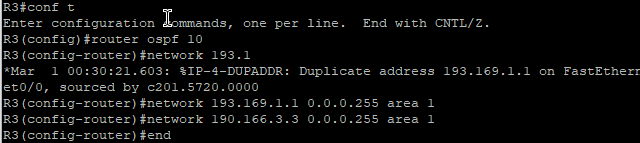 R3#conf t
Enter configuration commands, one per line.  End with CNTL/Z.
R3(config)#router ospf 10
R3(config-router)#network 193.1
*Mar  1 00:30:21.603: %IP-4-DUPADDR: Duplicate address 193.169.1.1 on FastEthern
et0/0, sourced by c201.5720.0000
R3(config-router)#network 193.169.1.1 0.0.0.255 area 1
R3(config-router)#network 190.166.3.3 0.0.0.255 area 1
R3(config-router)#end